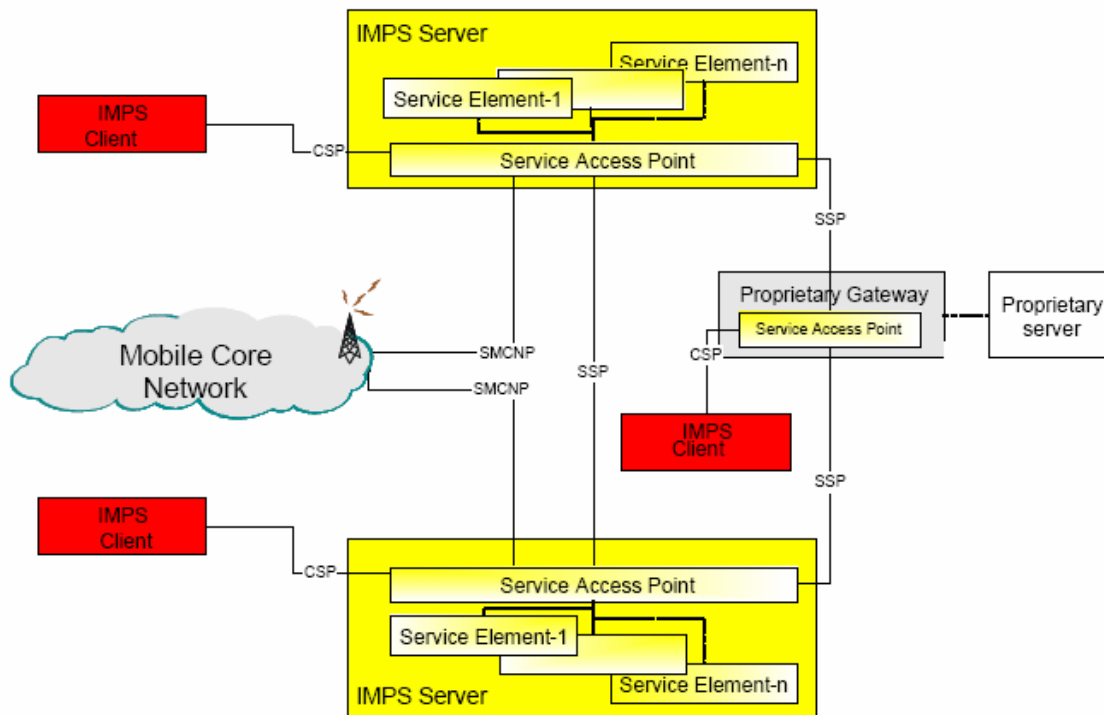 IMPS Server
Service Element-n
Service Element-1
IMPS
Client
CSP
Service Access Point
SSP
Proprietary Gateway
Service Access Point
Proprietary
server
Mobile Core
Network
SMCNP
SMCNP
SSP
CSP
IMPS
Client
SSP
IMPS
Client
CSP
Service Access Point
Service Element-1
Service Element-n
IMPS Server